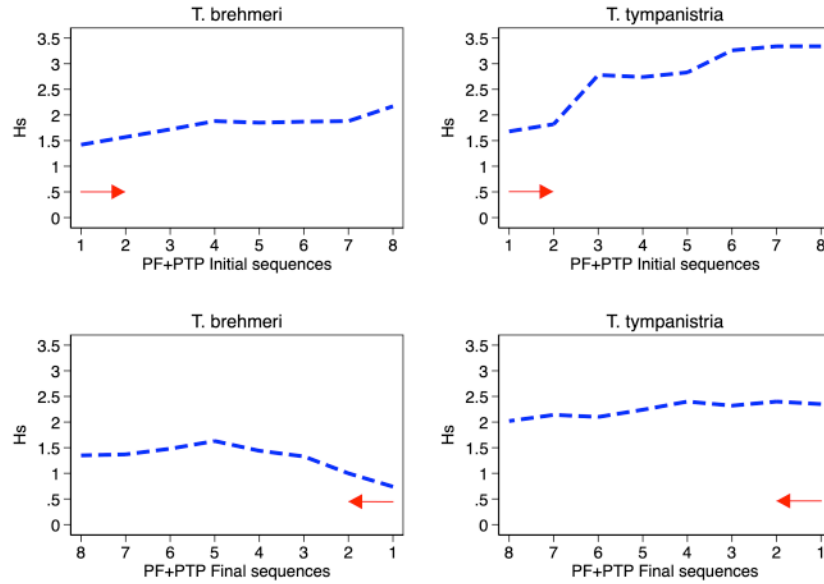 T. brehmeri
3.5
3
2.5
2
1.5
1
.5
0
Hs
1 2 3 4 5 6 7 8
PF+PTP Initial sequences
T. tympanistria
3.5
3
2.5
2
1.5
1
.5
0
Hs
1 2 3 4 5 6 7 8
PF+PTP Initial sequences
T. brehmeri
3.5
3
2.5
2
1.5
1
.5
0
Hs
8 7 6 5 4 3 2 1
PF+PTP Final sequences
T. tympanistria
3.5
3
2.5
2
1.5
1
.5
0
Hs
8 7 6 5 4 3 2 1
PF+PTP Final sequences